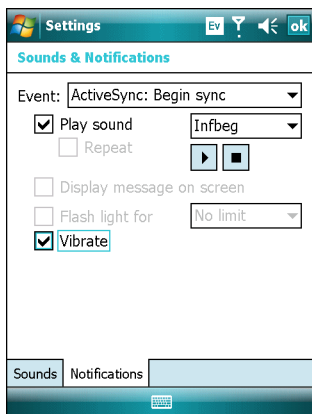 Settings Ev ok
Sounds & Notifications
Event: ActiveSync: Begin sync
Play sound Infbeg
Repeat
Display message on screen
Flash light for No limit
Vibrate
Sounds Notifications